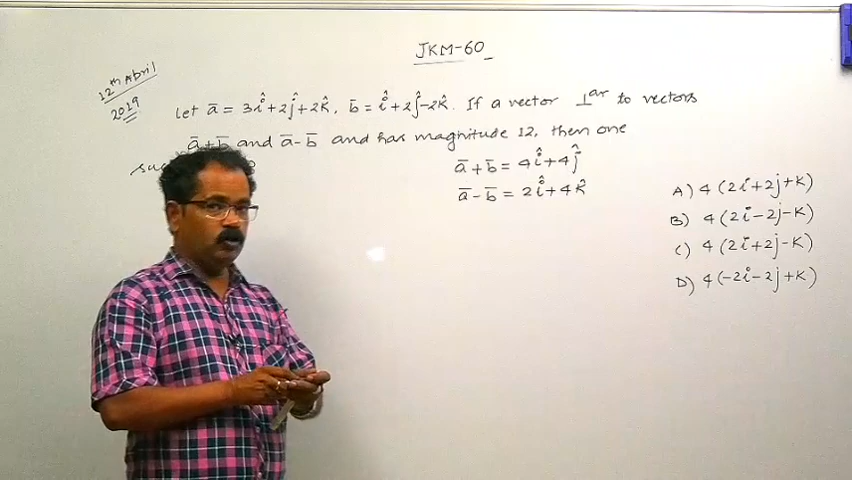 JKM-60
12th April
2019
Let a̅ = 3î+2ĵ+2k̂, b̅ = î+2ĵ-2k̂. If a vector ⊥ar to vectors
a̅+b̅ and a̅-b̅ and has magnitude 12, then one
a̅+b̅ = 4î+4ĵ
a̅-b̅ = 2î+4k̂
A) 4(2i+2j+K)
B) 4(2i-2j-K)
C) 4(2i+2j-K)
D) 4(-2i-2j+K)